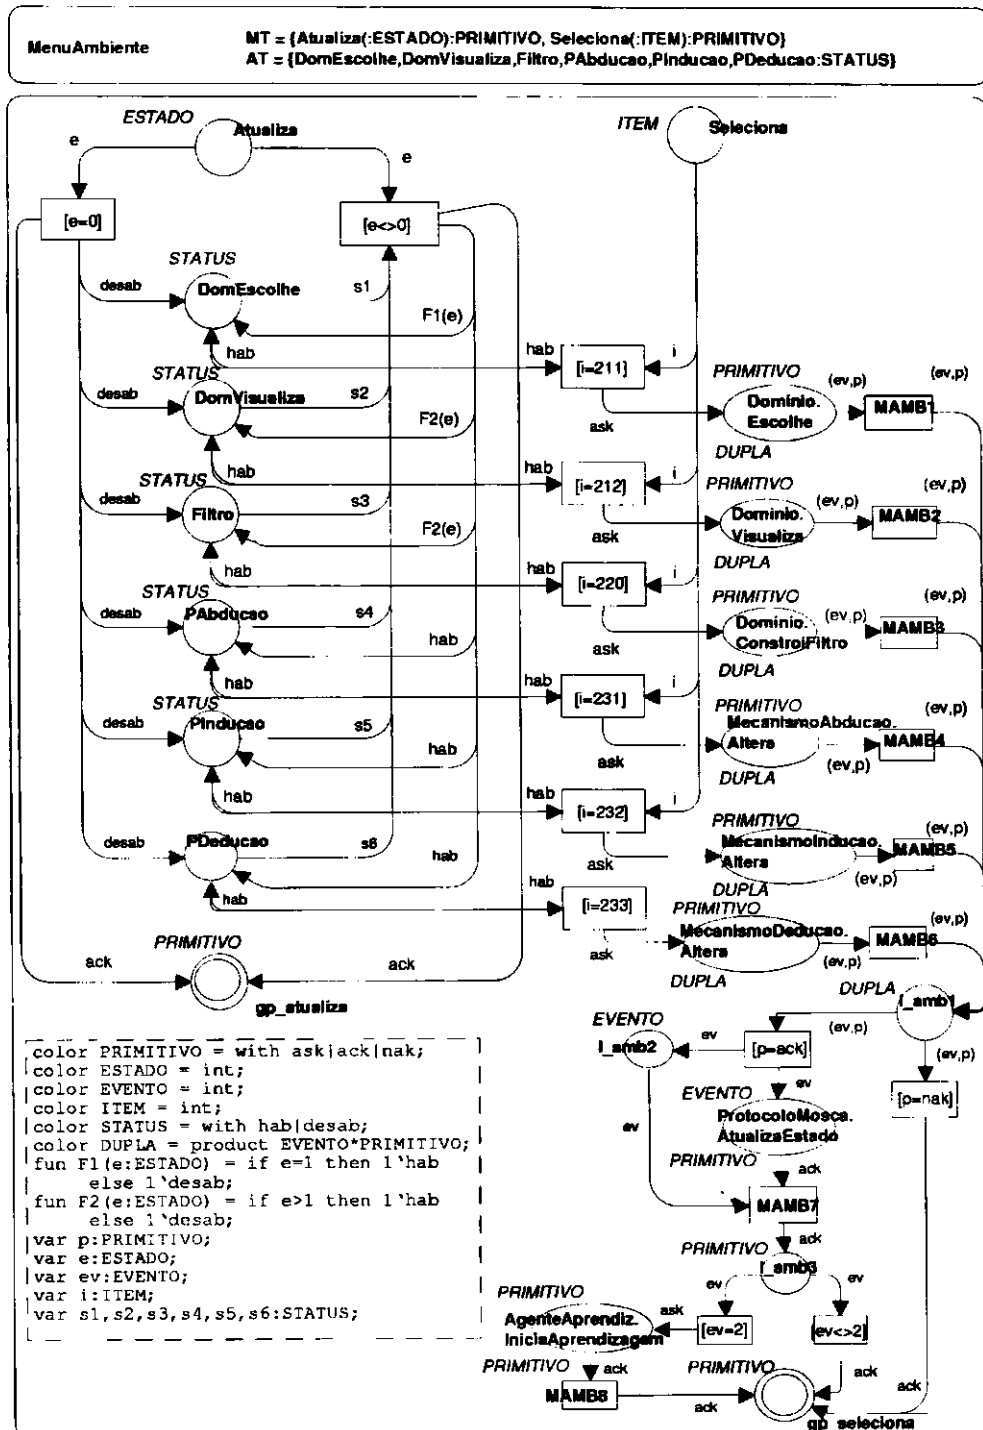 MenuAmbiente
MT = {Atualiza(:ESTADO):PRIMITIVO, Seleciona(:ITEM):PRIMITIVO}
AT = {DomEscolhe,DomVisualiza,Filtro,PAbducao,PInducao,PDeducao:STATUS}
ESTADO
Atualiza
ITEM
Seleciona
e
e
[e=0]
[e<>0]
STATUS
desab
DomEscolhe
s1
F1(e)
hab
hab
[i=211]
i
ask
PRIMITIVO
(ev,p)
(ev,p)
Domínio.
Escolhe
MAMB1
DUPLA
STATUS
desab
DomVisualiza
s2
F2(e)
hab
hab
[i=212]
i
ask
PRIMITIVO
(ev,p)
(ev,p)
Domínio.
Visualiza
MAMB2
DUPLA
STATUS
desab
Filtro
s3
F2(e)
hab
hab
[i=220]
i
ask
PRIMITIVO
(ev,p)
(ev,p)
Domínio.
ConstroiFiltro
MAMB3
DUPLA
STATUS
desab
PAbducao
s4
hab
hab
hab
[i=231]
i
ask
PRIMITIVO
(ev,p)
MecanismoAbducao.
Altera
MAMB4
(ev,p)
DUPLA
STATUS
desab
PInducao
s5
hab
hab
hab
[i=232]
i
ask
PRIMITIVO
(ev,p)
MecanismoInducao.
Altera
MAMB5
(ev,p)
DUPLA
desab
PDeducao
s6
hab
hab
hab
[i=233]
ask
PRIMITIVO
(ev,p)
MecanismoDeducao.
Altera
MAMB6
(ev,p)
DUPLA
PRIMITIVO
ack
ack
gp_atualiza
DUPLA
I_amb1
(ev,p)
(ev,p)
EVENTO
I_amb2
ev
[p=ack]
[p=nak]
ev
EVENTO
ProtocoloMosca.
AtualizaEstado
ev
PRIMITIVO
ack
MAMB7
ack
PRIMITIVO
I_amb3
ev
ev
PRIMITIVO
AgenteAprendiz.
IniciaAprendizagem
ask
[ev=2]
[ev<>2]
PRIMITIVO
ack
PRIMITIVO
ack
ack
MAMB8
ack
gp_seleciona
color PRIMITIVO = with ask|ack|nak;
color ESTADO = int;
color EVENTO = int;
color ITEM = int;
color STATUS = with hab|desab;
color DUPLA = product EVENTO*PRIMITIVO;
fun F1(e:ESTADO) = if e=1 then 1`hab
else 1`desab;
fun F2(e:ESTADO) = if e>1 then 1`hab
else 1`desab;
var p:PRIMITIVO;
var e:ESTADO;
var ev:EVENTO;
var i:ITEM;
var s1,s2,s3,s4,s5,s6:STATUS;